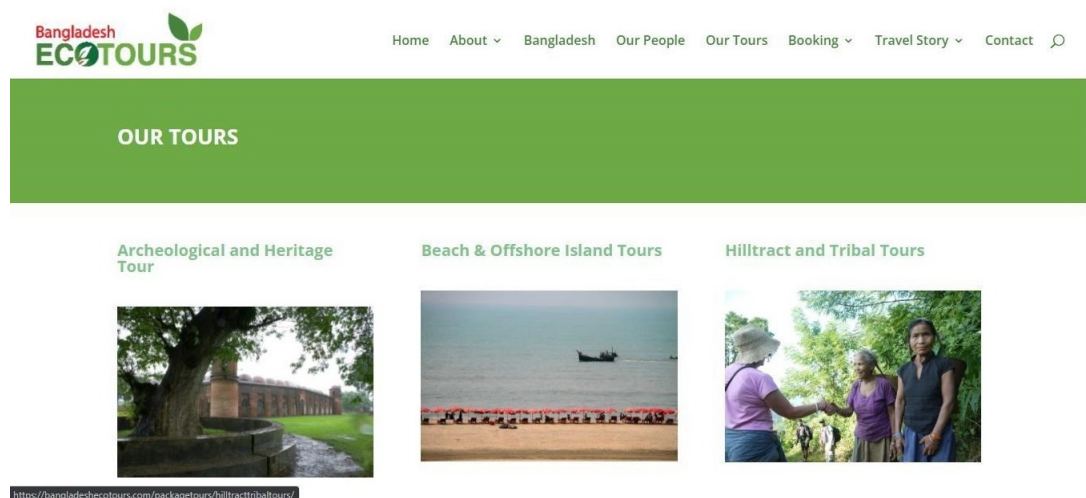 Bangladesh
ECOTOURS
Home About Bangladesh Our People Our Tours Booking Travel Story Contact
OUR TOURS
Archeological and Heritage
Tour
Beach & Offshore Island Tours
Hilltract and Tribal Tours
https://bangladeshecotours.com/packagetours/hilltracttribaltours/